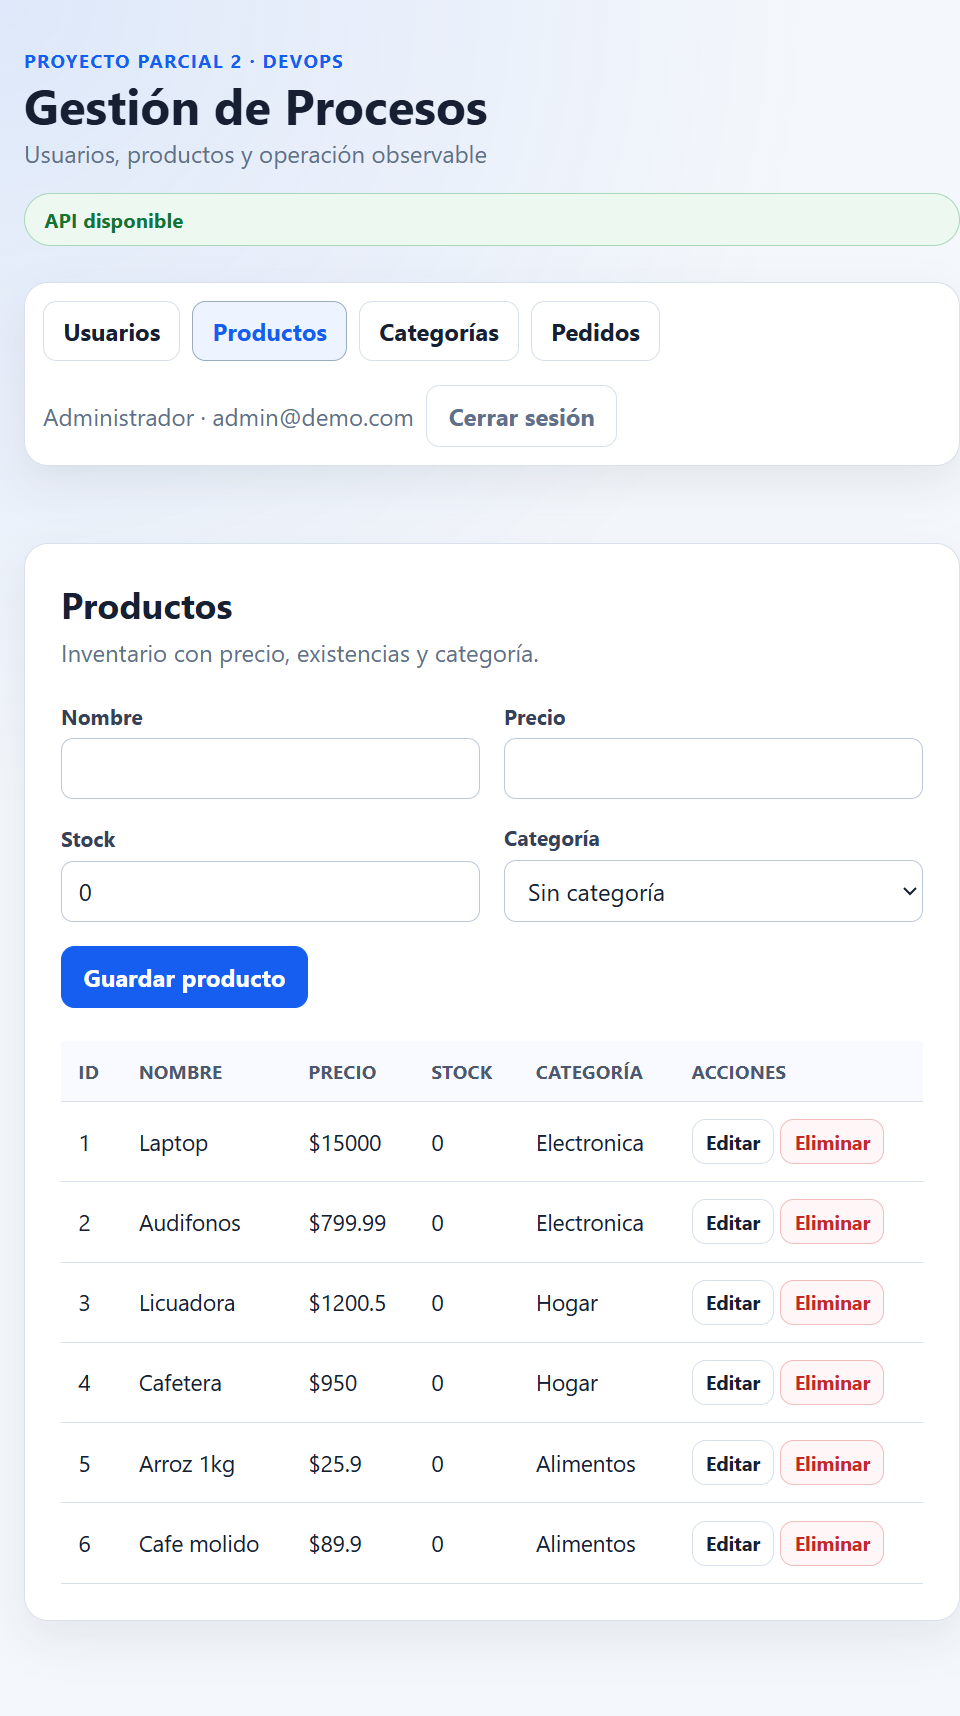 PROYECTO PARCIAL 2 · DEVOPS
Gestión de Procesos
Usuarios, productos y operación observable
API disponible
Usuarios Productos Categorías Pedidos
Administrador · admin@demo.com Cerrar sesión
Productos
Inventario con precio, existencias y categoría.
Nombre Precio
Stock Categoría
0 Sin categoría
Guardar producto
ID NOMBRE PRECIO STOCK CATEGORÍA ACCIONES
1 Laptop $15000 0 Electronica Editar Eliminar
2 Audifonos $799.99 0 Electronica Editar Eliminar
3 Licuadora $1200.5 0 Hogar Editar Eliminar
4 Cafetera $950 0 Hogar Editar Eliminar
5 Arroz 1kg $25.9 0 Alimentos Editar Eliminar
6 Cafe molido $89.9 0 Alimentos Editar Eliminar